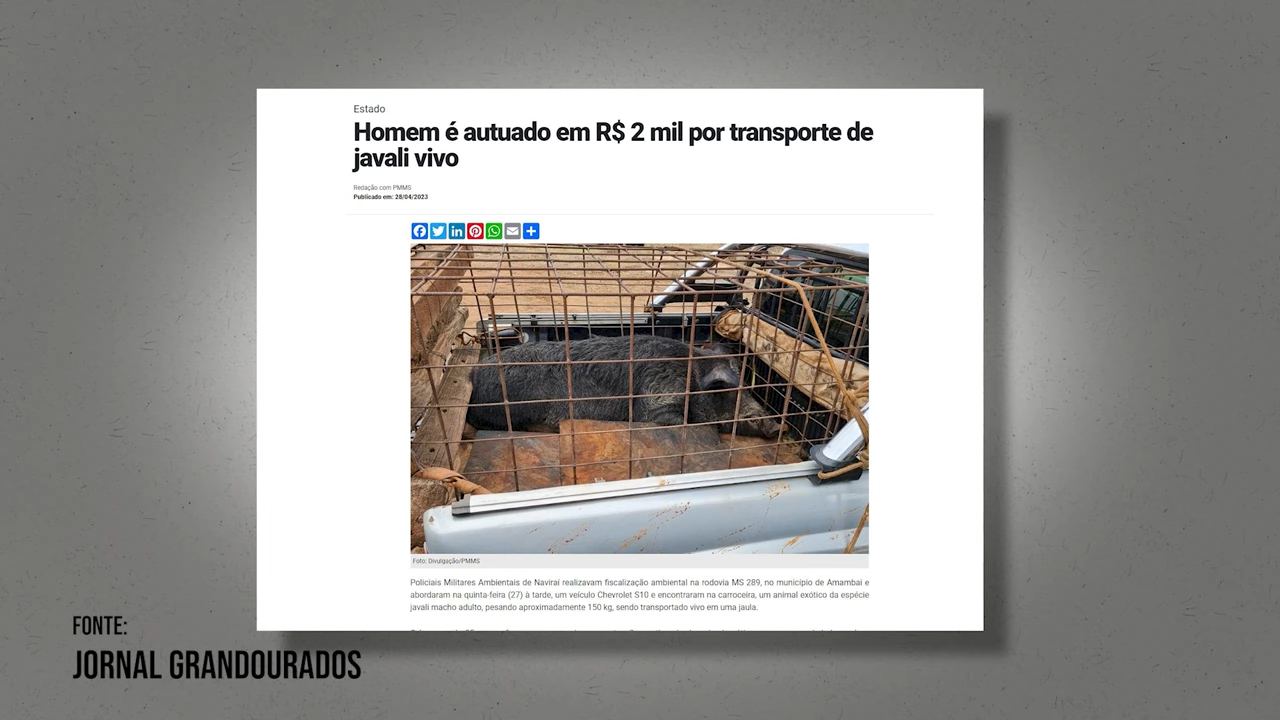 Estado
Homem é autuado em R$ 2 mil por transporte de
javali vivo
Redação com PMMS
Publicado em: 28/04/2023
Foto: Divulgação/PMMS
Policiais Militares Ambientais de Naviraí realizavam fiscalização ambiental na rodovia MS 289, no município de Amambai e
abordaram na quinta-feira (27) à tarde, um veículo Chevrolet S10 e encontraram na carroceira, um animal exótico da espécie
javali macho adulto, pesando aproximadamente 150 kg, sendo transportado vivo em uma jaula.
FONTE:
JORNAL GRANDOURADOS